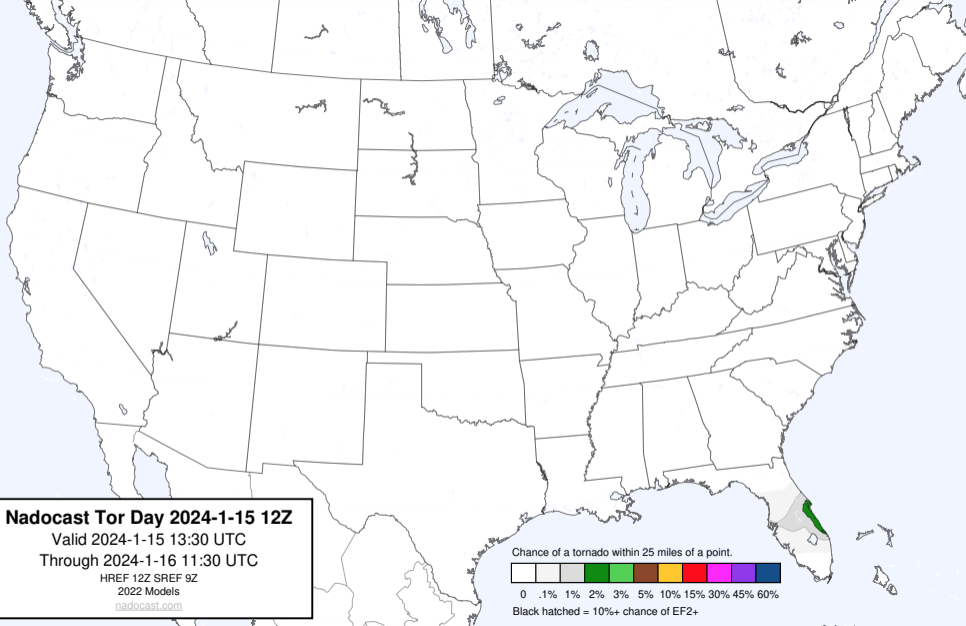 Nadocast Tor Day 2024-1-15 12Z
Valid 2024-1-15 13:30 UTC
Through 2024-1-16 11:30 UTC
HREF 12Z SREF 9Z
2022 Models
nadocast.com
Chance of a tornado within 25 miles of a point.
0 .1% 1% 2% 3% 5% 10% 15% 30% 45% 60%
Black hatched = 10%+ chance of EF2+